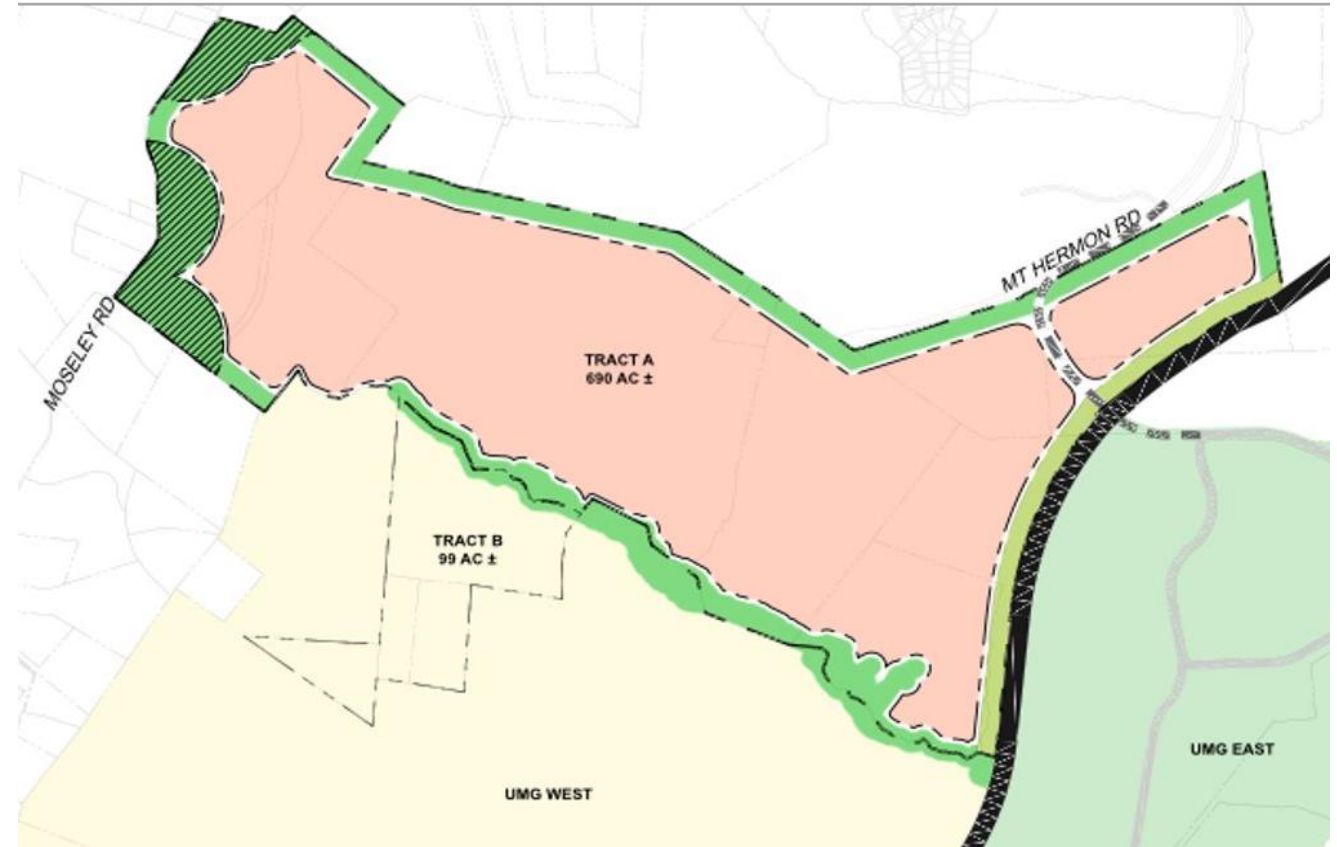 MT HERMON RD
MOSELEY RD
TRACT A
690 AC ±
TRACT B
99 AC ±
UMG EAST
UMG WEST